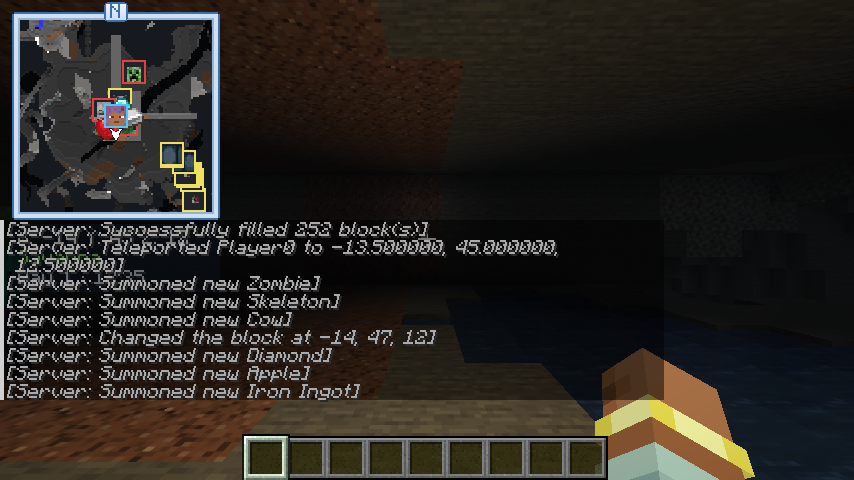 N
[Server: Successfully filled 252 block(s)]
[Server: Teleported Player0 to -13.500000, 45.000000,
12.500000]
[Server: Summoned new Zombie]
[Server: Summoned new Skeleton]
[Server: Summoned new Cow]
[Server: Changed the block at -14, 47, 12]
[Server: Summoned new Diamond]
[Server: Summoned new Apple]
[Server: Summoned new Iron Ingot]